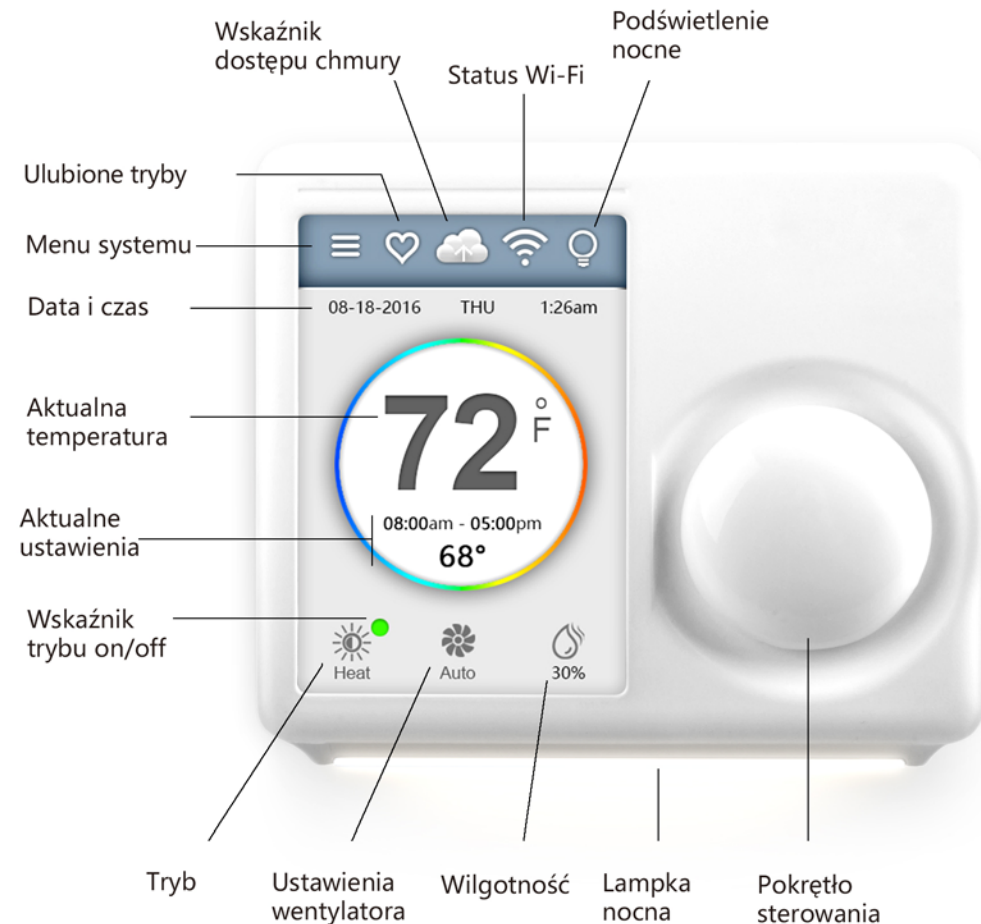 Wskaźnik
dostępu chmury
Podświetlenie
nocne
Status Wi-Fi
Ulubione tryby
Menu systemu
Data i czas
08-18-2016 THU 1:26am
Aktualna
temperatura
72°F
Aktualne
ustawienia
08:00am - 05:00pm
68°
Wskaźnik
trybu on/off
Heat Auto 30%
Tryb
Ustawienia
wentylatora
Wilgotność
Lampka
nocna
Pokrętło
sterowania